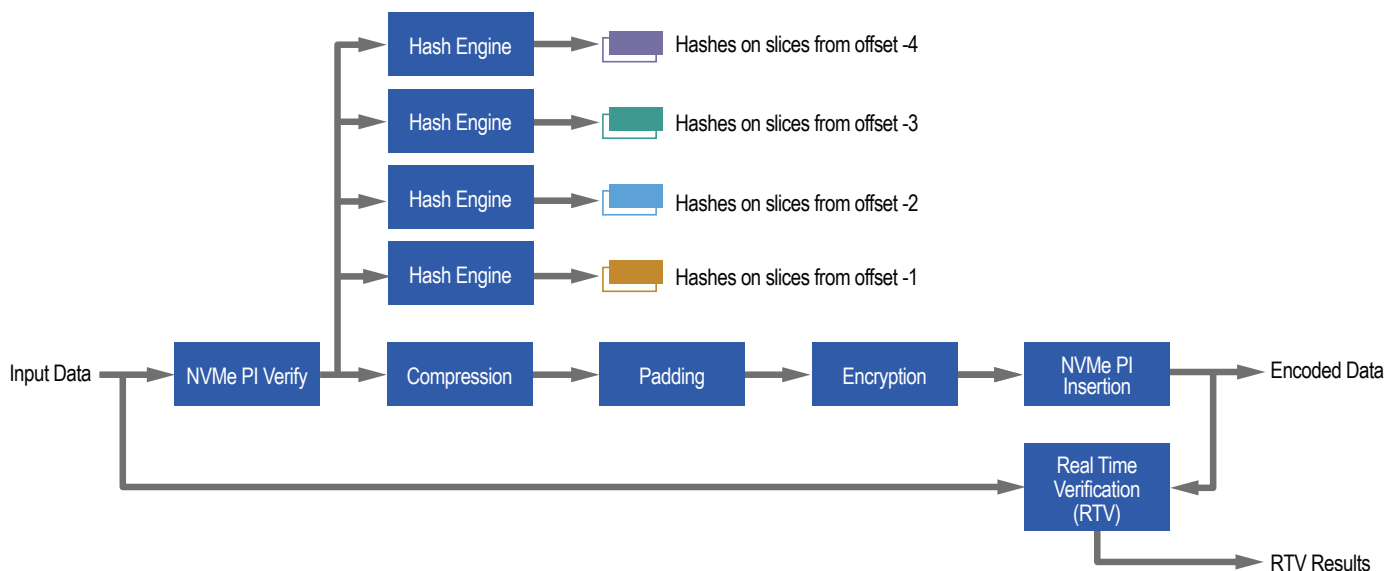 Hash Engine
Hashes on slices from offset -4
Hash Engine
Hashes on slices from offset -3
Hash Engine
Hashes on slices from offset -2
Hash Engine
Hashes on slices from offset -1
Input Data
NVMe PI Verify
Compression
Padding
Encryption
NVMe PI
Insertion
Encoded Data
Real Time
Verification
(RTV)
RTV Results